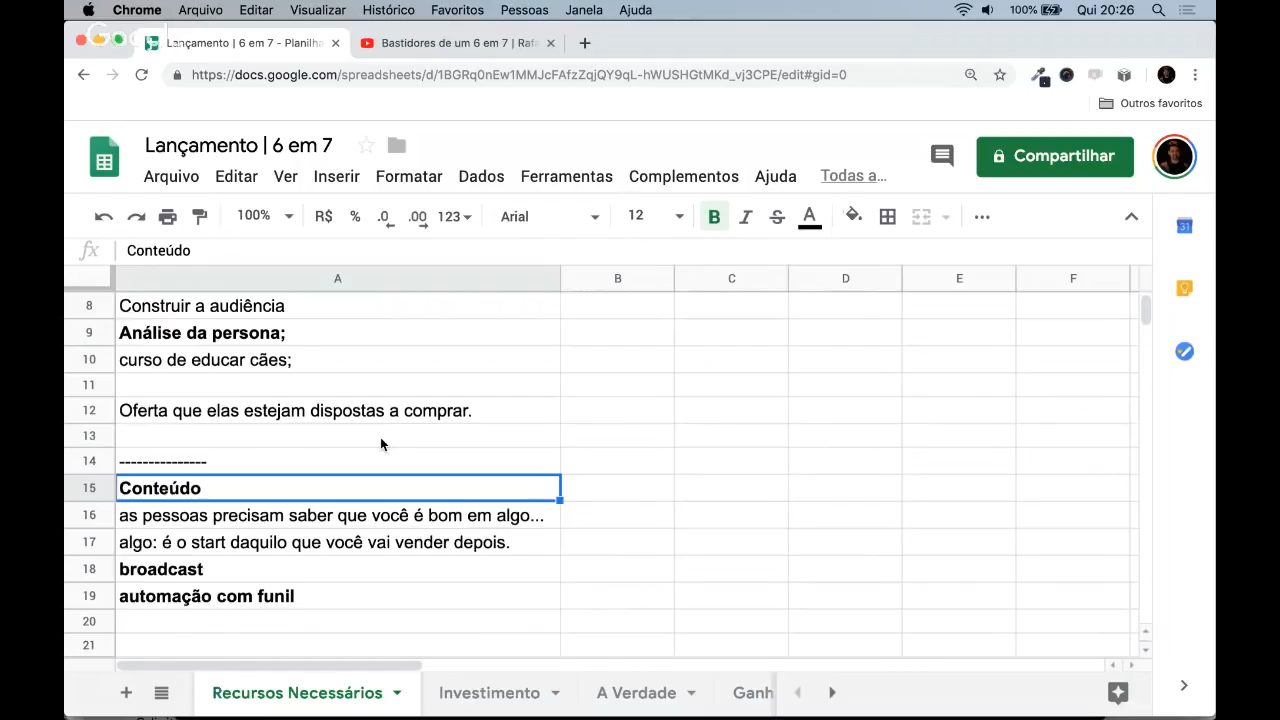 Chrome Arquivo Editar Visualizar Histórico Favoritos Pessoas Janela Ajuda 100% Qui 20:26
Lançamento | 6 em 7 - Planilha Bastidores de um 6 em 7 | Rafa
https://docs.google.com/spreadsheets/d/1BGRq0nEw1MMJcFAfzZqjQY9qL-hWUSHGtMKd_vj3CPE/edit#gid=0
Outros favoritos
Lançamento | 6 em 7
Compartilhar
Arquivo Editar Ver Inserir Formatar Dados Ferramentas Complementos Ajuda Todas a...
100% R$ % .0 .00 123 Arial 12 B I S A
fx Conteúdo
31
A B C D E F
8 Construir a audiência
9 Análise da persona;
10 curso de educar cães;
11
12 Oferta que elas estejam dispostas a comprar.
13
14 ---------------
15 Conteúdo
16 as pessoas precisam saber que você é bom em algo...
17 algo: é o start daquilo que você vai vender depois.
18 broadcast
19 automação com funil
20
21
Recursos Necessários Investimento A Verdade Ganh